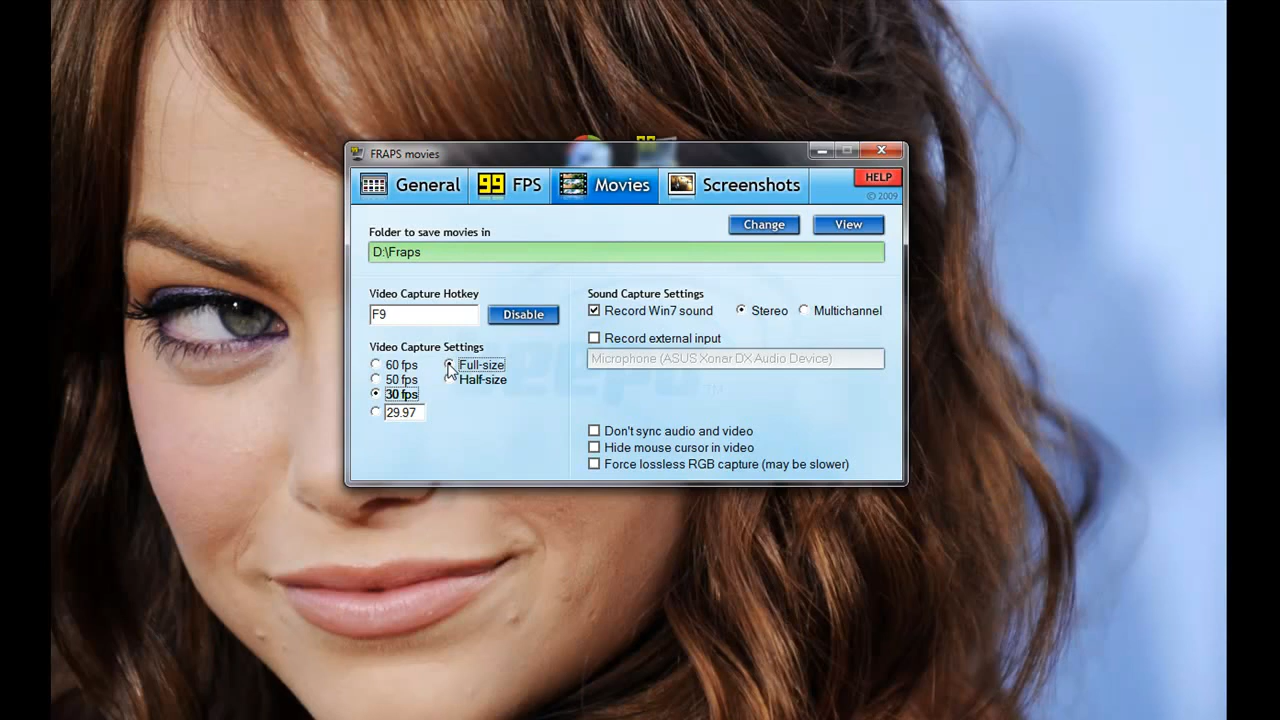 FRAPS movies
99 General 99 FPS Movies Screenshots HELP
© 2009
Folder to save movies in Change View
D:\Fraps
Video Capture Hotkey
F9 Disable
Video Capture Settings
60 fps Full-size
50 fps Half-size
30 fps
29.97
Sound Capture Settings
Record Win7 sound Stereo Multichannel
Record external input
Microphone (ASUS Xonar DX Audio Device)
Don't sync audio and video
Hide mouse cursor in video
Force lossless RGB capture (may be slower)